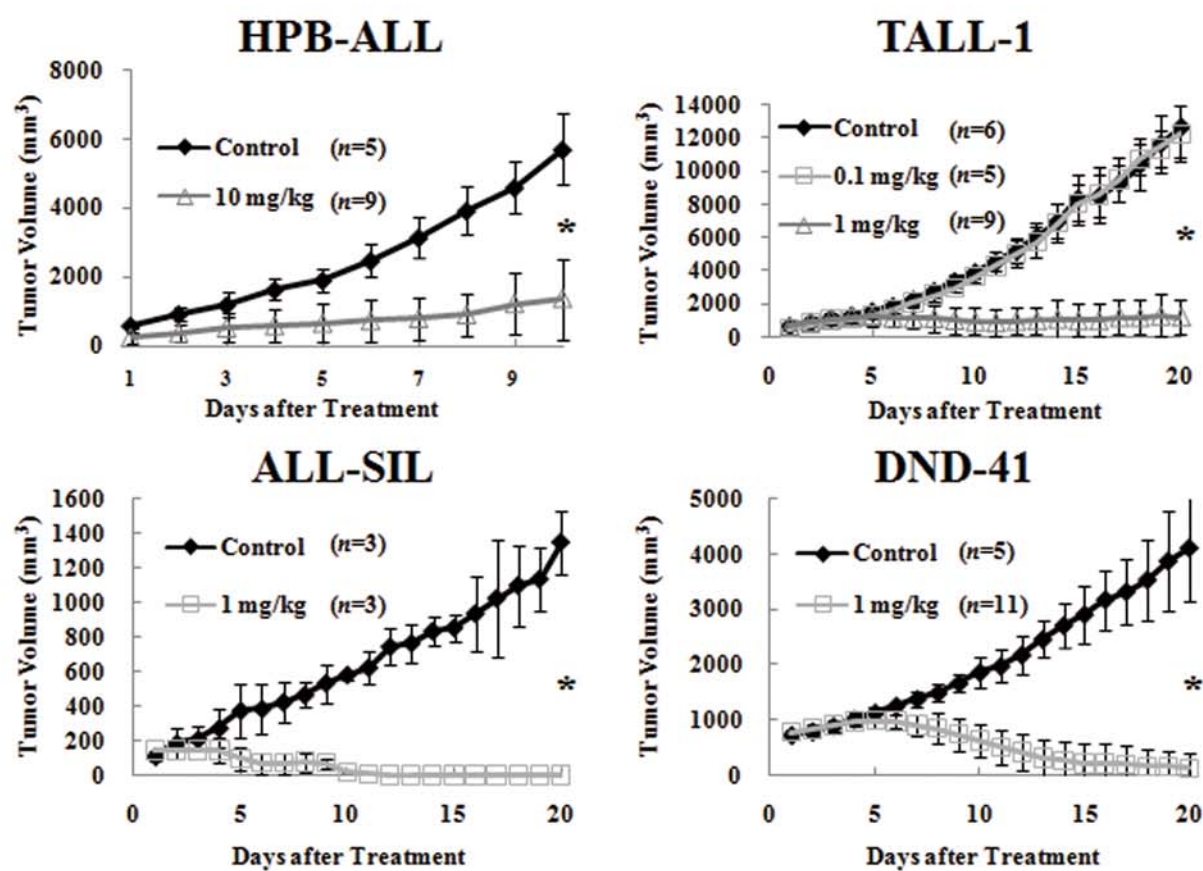 HPB-ALL
Tumor Volume (mm³)
8000
6000
4000
2000
0
Control (n=5)
10 mg/kg (n=9)
*
1 3 5 7 9
Days after Treatment
TALL-1
Tumor Volume (mm³)
14000
12000
10000
8000
6000
4000
2000
0
Control (n=6)
0.1 mg/kg (n=5)
1 mg/kg (n=9)
*
0 5 10 15 20
Days after Treatment
ALL-SIL
Tumor Volume (mm³)
1600
1400
1200
1000
800
600
400
200
0
Control (n=3)
1 mg/kg (n=3)
*
0 5 10 15 20
Days after Treatment
DND-41
Tumor Volume (mm³)
5000
4000
3000
2000
1000
0
Control (n=5)
1 mg/kg (n=11)
*
0 5 10 15 20
Days after Treatment